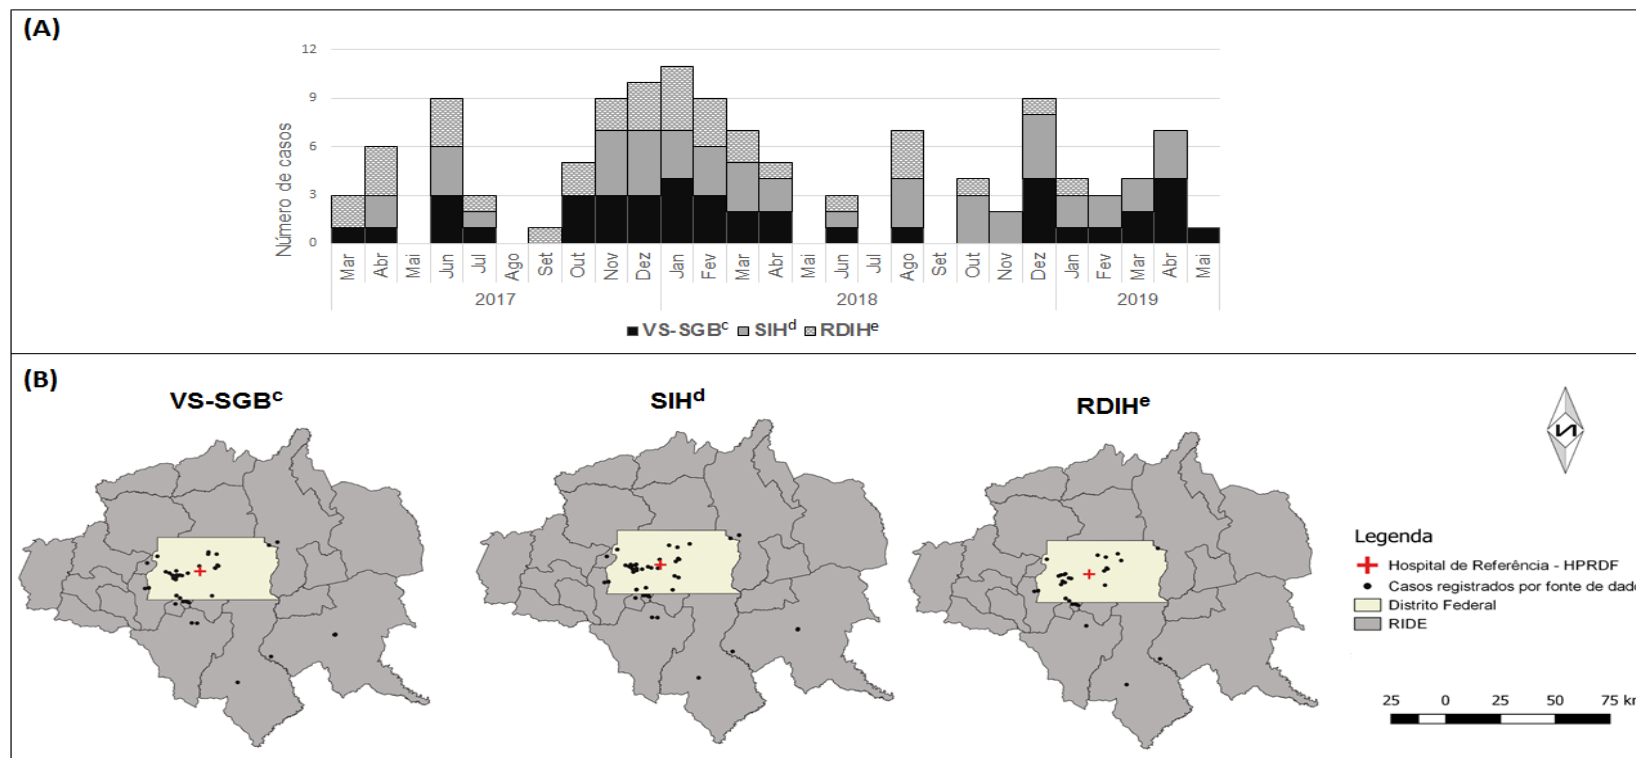 (A)
Número de casos
12
9
6
3
0
Mar Abr Mai Jun Jul Ago Set Out Nov Dez Jan Fev Mar Abr Mai Jun Jul Ago Set Out Nov Dez Jan Fev Mar Abr Mai
2017 2018 2019
VS-SGBᶜ SIHᵈ RDIHᵉ
(B)
VS-SGBᶜ SIHᵈ RDIHᵉ
N
Legenda
Hospital de Referência - HPRDF
Casos registrados por fonte de dado
Distrito Federal
RIDE
25 0 25 50 75 km